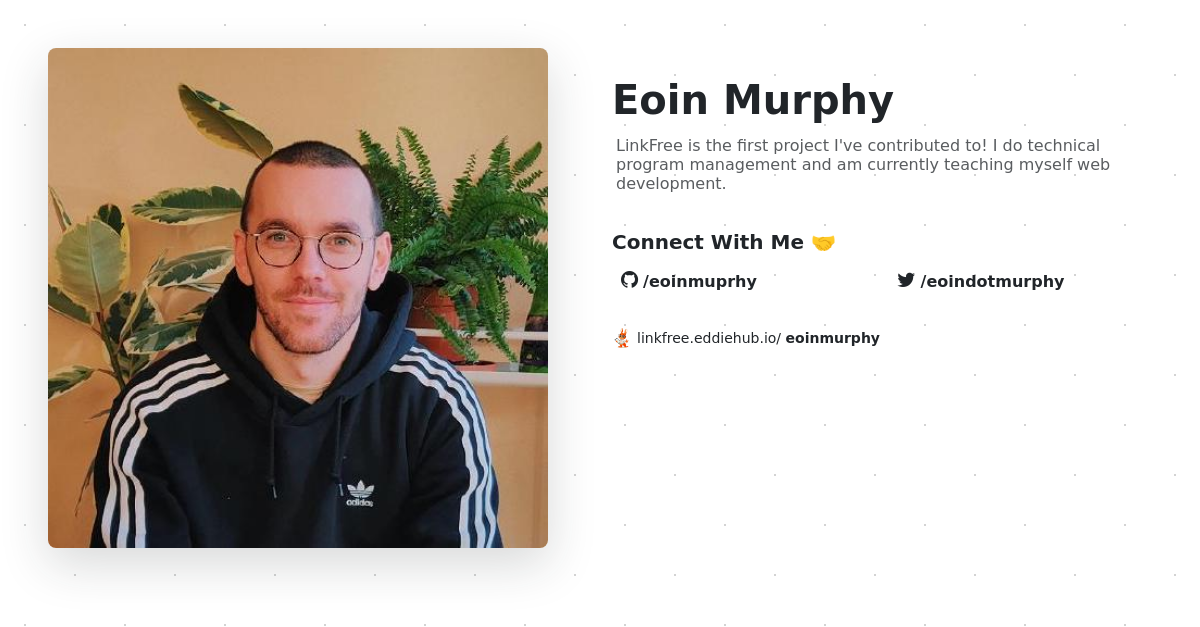 Eoin Murphy
LinkFree is the first project I've contributed to! I do technical
program management and am currently teaching myself web
development.
Connect With Me 🤝
/eoinmuprhy
/eoindotmurphy
linkfree.eddiehub.io/ eoinmurphy
adidas